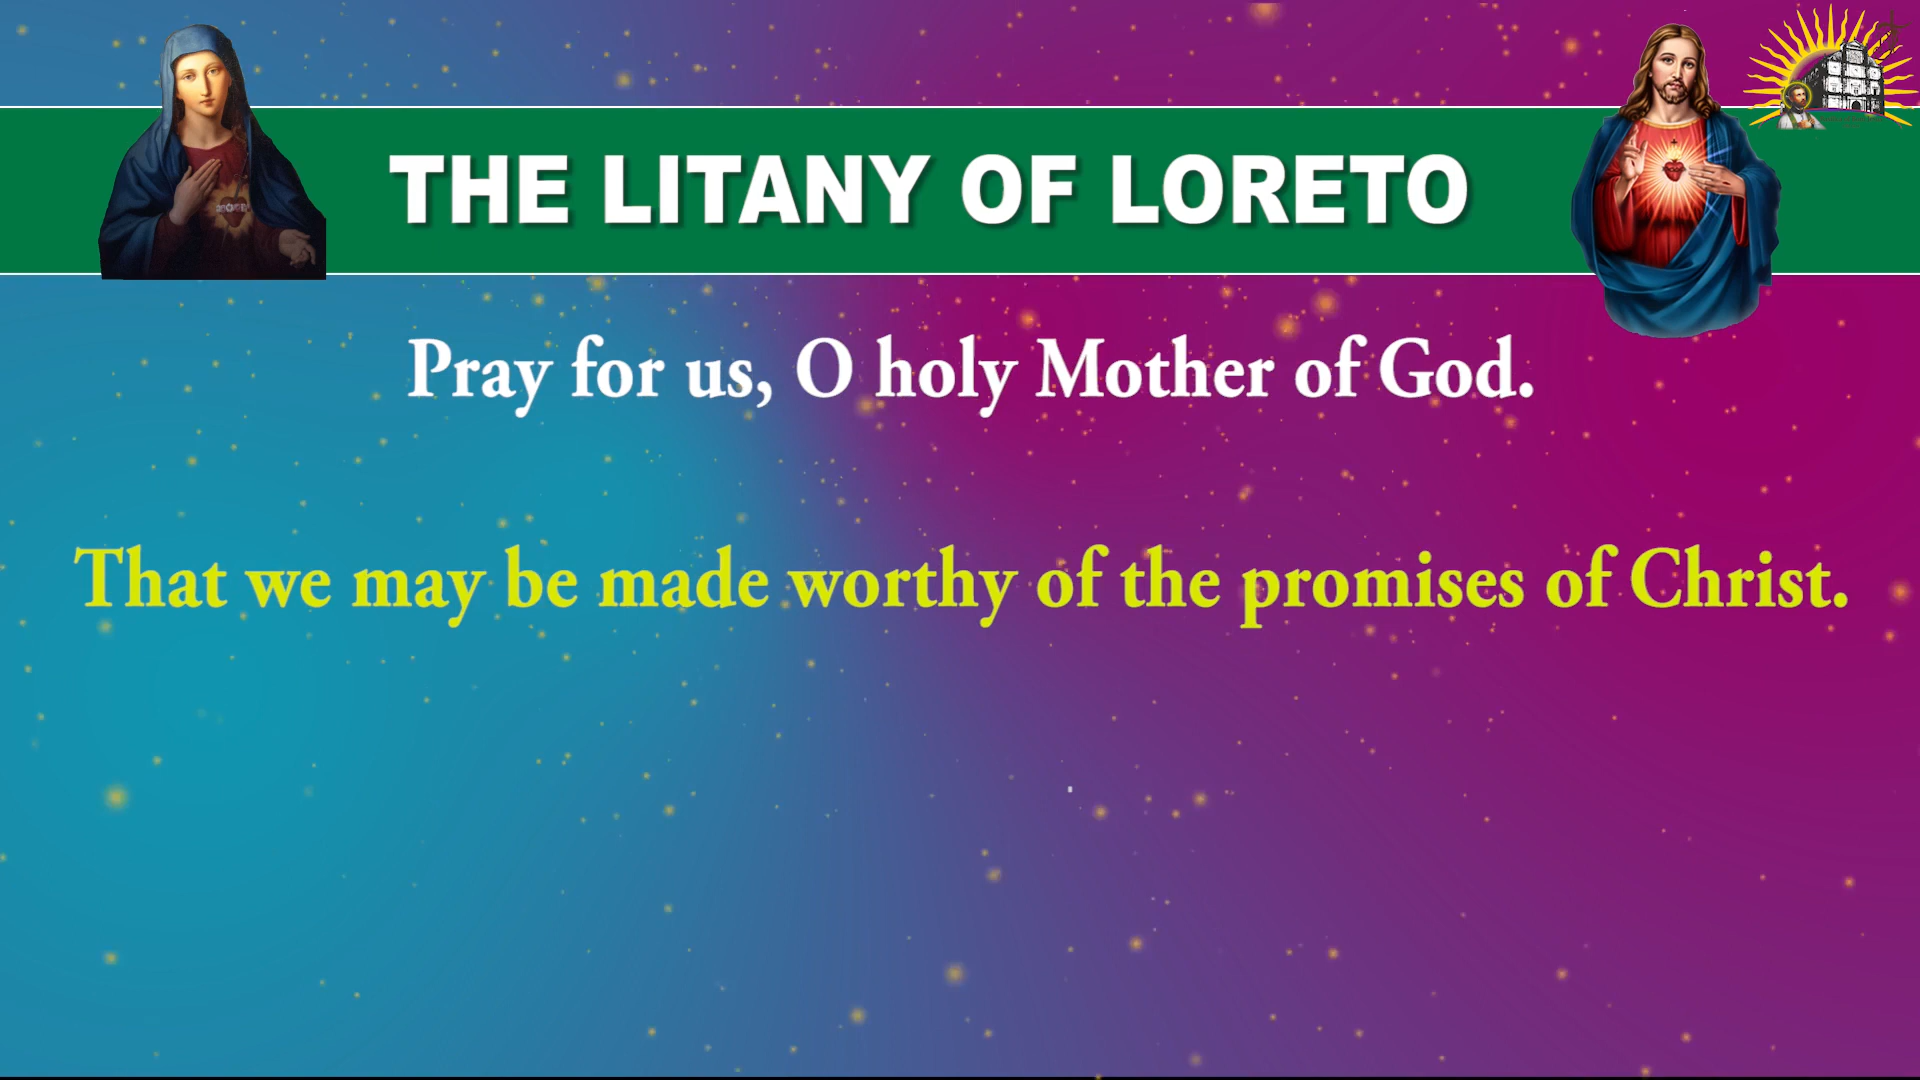 THE LITANY OF LORETO
Pray for us, O holy Mother of God.
That we may be made worthy of the promises of Christ.